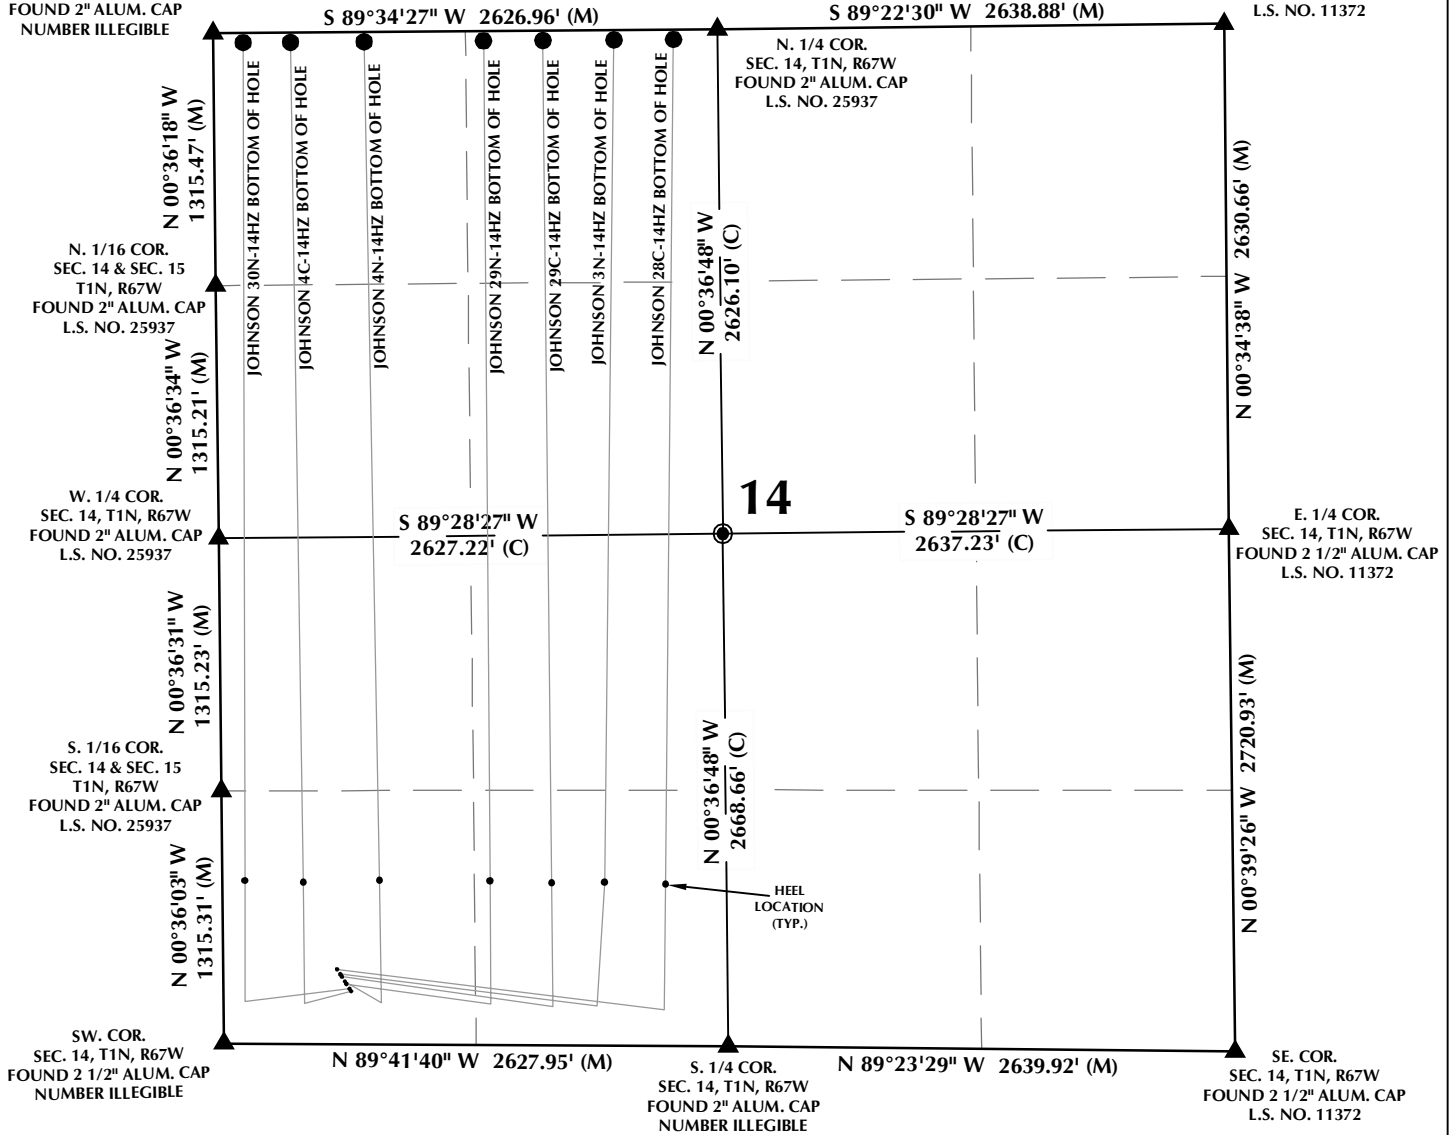 FOUND 2" ALUM. CAP
NUMBER ILLEGIBLE
S 89°34'27" W 2626.96' (M)
S 89°22'30" W 2638.88' (M)
L.S. NO. 11372
N. 1/4 COR.
SEC. 14, T1N, R67W
FOUND 2" ALUM. CAP
L.S. NO. 25937
N 00°36'18" W
1315.47' (M)
JOHNSON 30N-14HZ BOTTOM OF HOLE
JOHNSON 4C-14HZ BOTTOM OF HOLE
JOHNSON 4N-14HZ BOTTOM OF HOLE
JOHNSON 29N-14HZ BOTTOM OF HOLE
JOHNSON 29C-14HZ BOTTOM OF HOLE
JOHNSON 3N-14HZ BOTTOM OF HOLE
JOHNSON 28C-14HZ BOTTOM OF HOLE
N 00°36'48" W
2626.10' (C)
N 00°34'38" W 2630.66' (M)
N. 1/16 COR.
SEC. 14 & SEC. 15
T1N, R67W
FOUND 2" ALUM. CAP
L.S. NO. 25937
N 00°36'34" W
1315.21' (M)
W. 1/4 COR.
SEC. 14, T1N, R67W
FOUND 2" ALUM. CAP
L.S. NO. 25937
S 89°28'27" W
2627.22' (C)
14
S 89°28'27" W
2637.23' (C)
E. 1/4 COR.
SEC. 14, T1N, R67W
FOUND 2 1/2" ALUM. CAP
L.S. NO. 11372
N 00°36'31" W
1315.23' (M)
N 00°36'48" W
2668.66' (C)
N 00°39'26" W 2720.93' (M)
S. 1/16 COR.
SEC. 14 & SEC. 15
T1N, R67W
FOUND 2" ALUM. CAP
L.S. NO. 25937
N 00°36'03" W
1315.31' (M)
HEEL
LOCATION
(TYP.)
SW. COR.
SEC. 14, T1N, R67W
FOUND 2 1/2" ALUM. CAP
NUMBER ILLEGIBLE
N 89°41'40" W 2627.95' (M)
S. 1/4 COR.
SEC. 14, T1N, R67W
FOUND 2" ALUM. CAP
NUMBER ILLEGIBLE
N 89°23'29" W 2639.92' (M)
SE. COR.
SEC. 14, T1N, R67W
FOUND 2 1/2" ALUM. CAP
L.S. NO. 11372